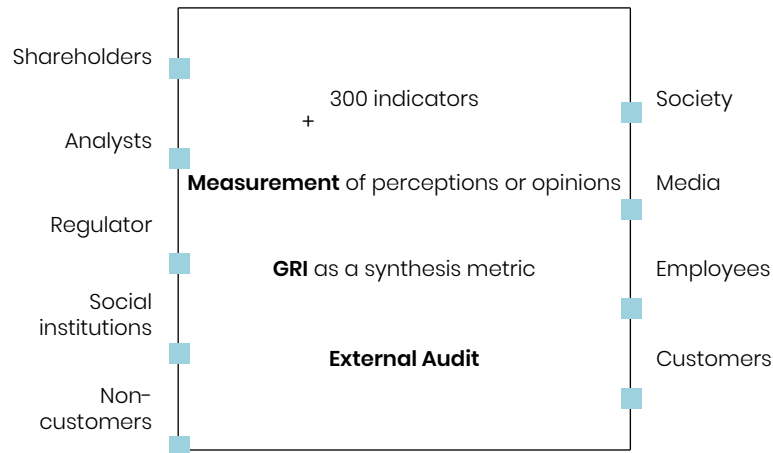 Shareholders
Analysts
Regulator
Social
institutions
Non-
customers
300 indicators
+
Measurement of perceptions or opinions
GRI as a synthesis metric
External Audit
Society
Media
Employees
Customers